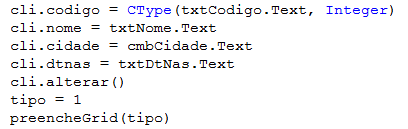 cli.codigo = CType(txtCodigo.Text, Integer)
cli.nome = txtNome.Text
cli.cidade = cmbCidade.Text
cli.dtnas = txtDtNas.Text
cli.alterar()
tipo = 1
preencheGrid(tipo)